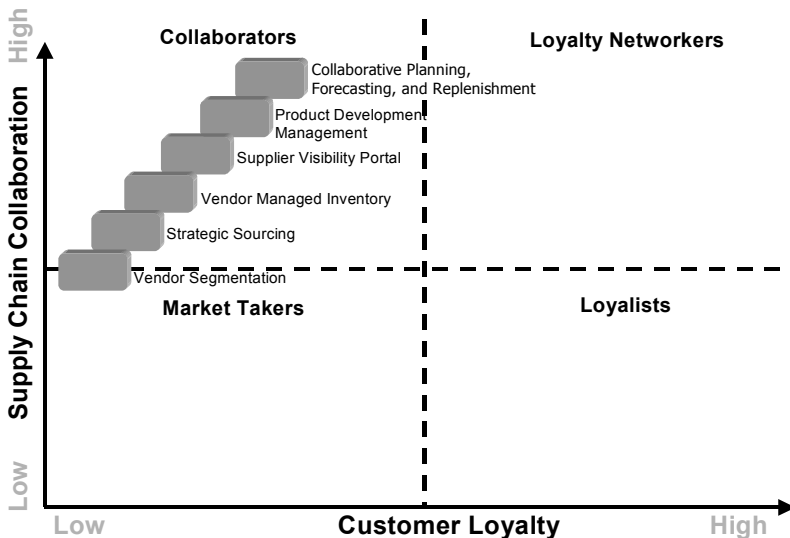 High
Collaborators
Loyalty Networkers
Collaborative Planning,
Forecasting, and Replenishment
Product Development
Management
Supplier Visibility Portal
Vendor Managed Inventory
Strategic Sourcing
Vendor Segmentation
Supply Chain Collaboration
Market Takers
Loyalists
Low
Low
Customer Loyalty
High